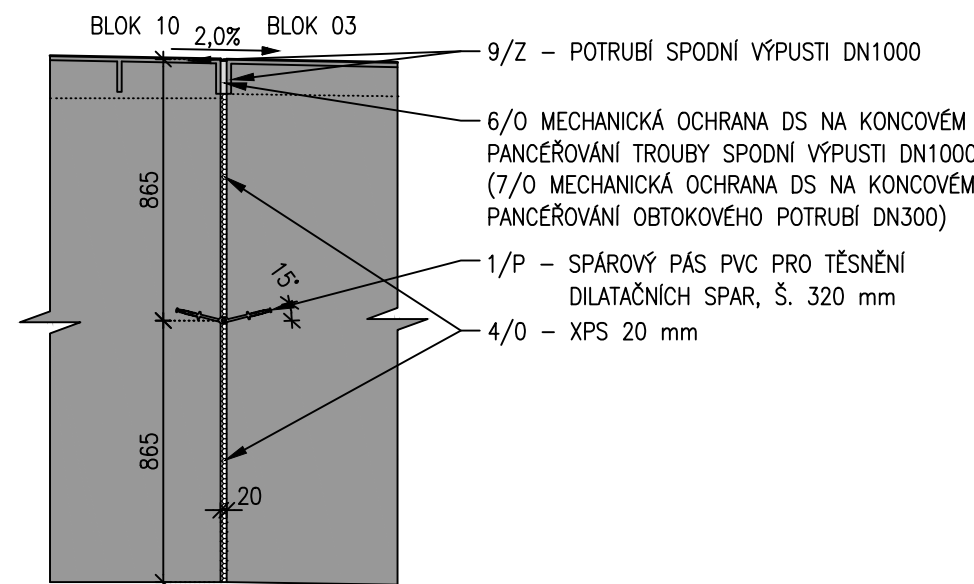 BLOK 10 BLOK 03
2,0%
9/Z – POTRUBÍ SPODNÍ VÝPUSTI DN1000
6/O MECHANICKÁ OCHRANA DS NA KONCOVÉM
PANCÉŘOVÁNÍ TROUBY SPODNÍ VÝPUSTI DN1000
(7/O MECHANICKÁ OCHRANA DS NA KONCOVÉM
PANCÉŘOVÁNÍ OBTOKOVÉHO POTRUBÍ DN300)
865
1/P – SPÁROVÝ PÁS PVC PRO TĚSNĚNÍ
DILATAČNÍCH SPAR, Š. 320 mm
15°
4/O – XPS 20 mm
865
20